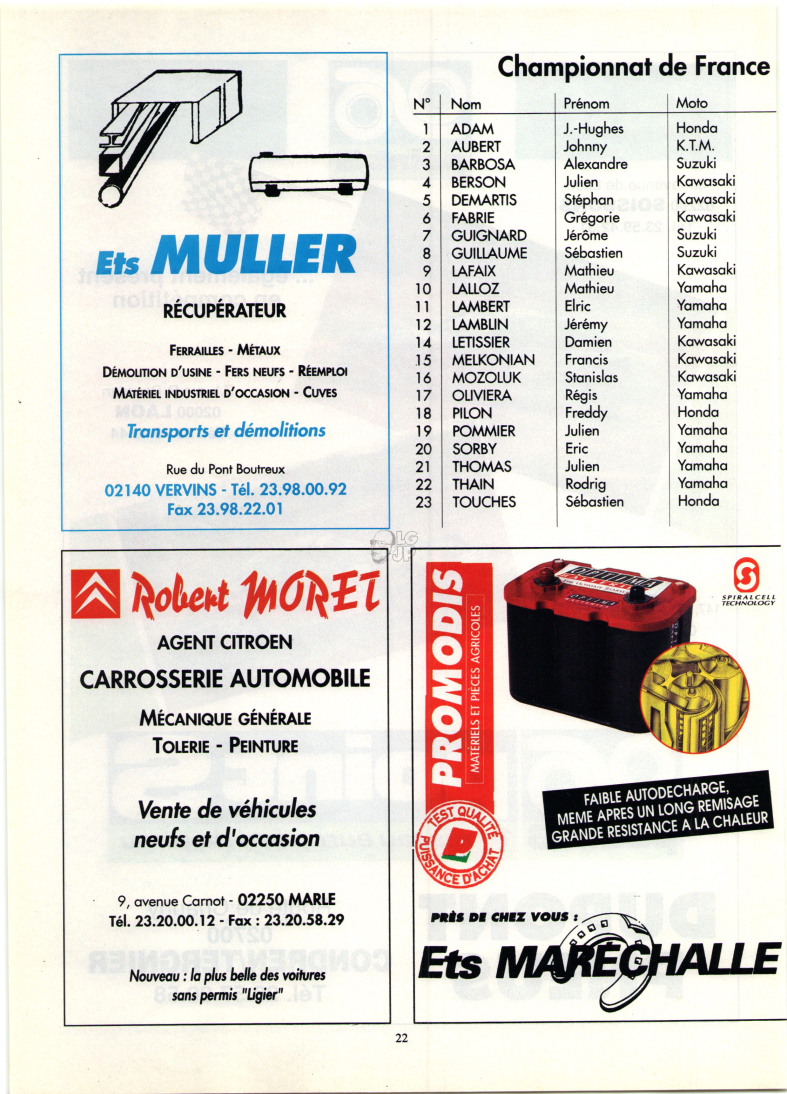 Championnat de France
N° Nom Prénom Moto
1 ADAM J.-Hughes Honda
2 AUBERT Johnny K.T.M.
3 BARBOSA Alexandre Suzuki
4 BERSON Julien Kawasaki
5 DEMARTIS Stéphan Kawasaki
6 FABRIE Grégorie Kawasaki
7 GUIGNARD Jérôme Suzuki
8 GUILLAUME Sébastien Suzuki
9 LAFAIX Mathieu Kawasaki
10 LALLOZ Mathieu Yamaha
11 LAMBERT Elric Yamaha
12 LAMBLIN Jérémy Yamaha
14 LETISSIER Damien Kawasaki
15 MELKONIAN Francis Kawasaki
16 MOZOLUK Stanislas Kawasaki
17 OLIVIERA Régis Yamaha
18 PILON Freddy Honda
19 POMMIER Julien Yamaha
20 SORBY Eric Yamaha
21 THOMAS Julien Yamaha
22 THAIN Rodrig Yamaha
23 TOUCHES Sébastien Honda
Ets MULLER
RÉCUPÉRATEUR
FERRAILLES - MÉTAUX
DÉMOLITION D'USINE - FERS NEUFS - RÉEMPLOI
MATÉRIEL INDUSTRIEL D'OCCASION - CUVES
Transports et démolitions
Rue du Pont Boutreux
02140 VERVINS - Tél. 23.98.00.92
Fax 23.98.22.01
LG
JP
Robert MORET
AGENT CITROEN
CARROSSERIE AUTOMOBILE
MÉCANIQUE GÉNÉRALE
TOLERIE - PEINTURE
Vente de véhicules
neufs et d'occasion
9, avenue Carnot - 02250 MARLE
Tél. 23.20.00.12 - Fax : 23.20.58.29
Nouveau : la plus belle des voitures
sans permis "Ligier"
PROMODIS
MATÉRIELS ET PIÈCES AGRICOLES
OPTIMA
SPIRALCELL
TECHNOLOGY
FAIBLE AUTODECHARGE,
MEME APRES UN LONG REMISAGE
GRANDE RESISTANCE A LA CHALEUR
TEST QUALITÉ
PUISSANCE D'ACHAT
PRÈS DE CHEZ VOUS :
Ets MARÉCHALLE
22